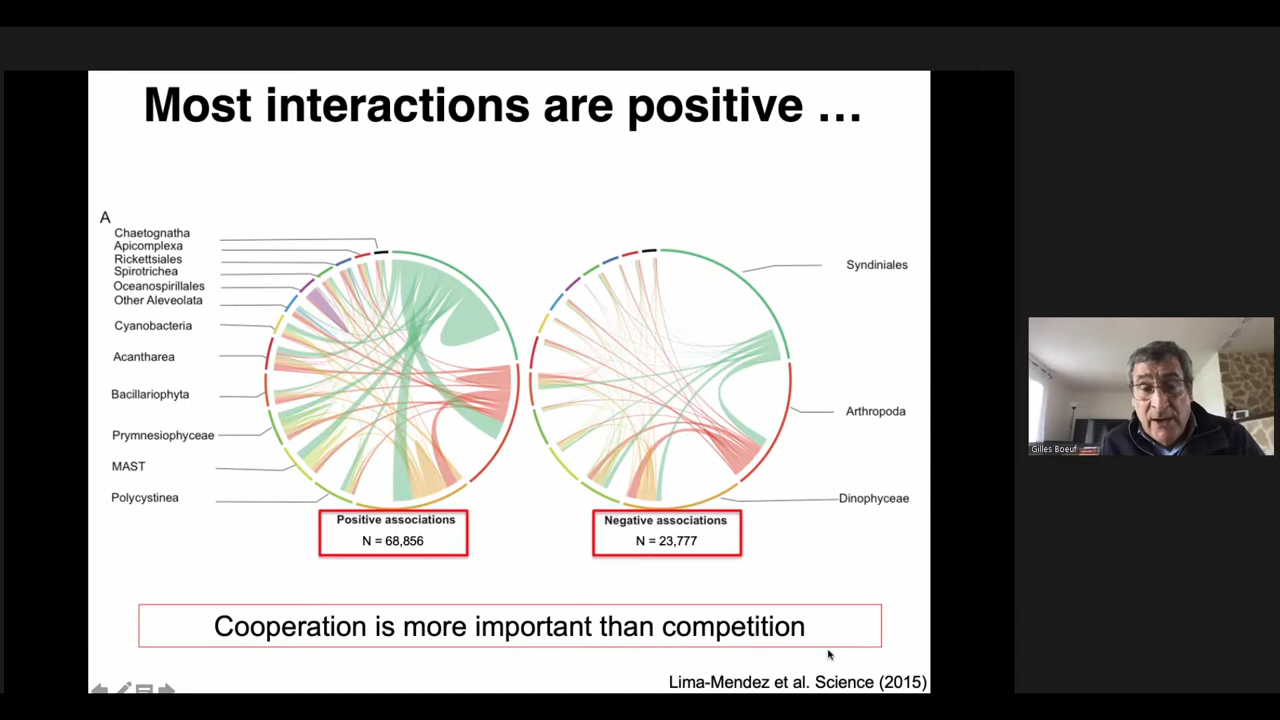 Most interactions are positive …
A
Chaetognatha
Apicomplexa
Rickettsiales
Spirotrichea
Oceanospirillales
Other Aleveolata
Cyanobacteria
Acantharea
Bacillariophyta
Prymnesiophyceae
MAST
Polycystinea
Syndiniales
Arthropoda
Dinophyceae
Positive associations
N = 68,856
Negative associations
N = 23,777
Cooperation is more important than competition
Lima-Mendez et al. Science (2015)
Gilles Boeuf